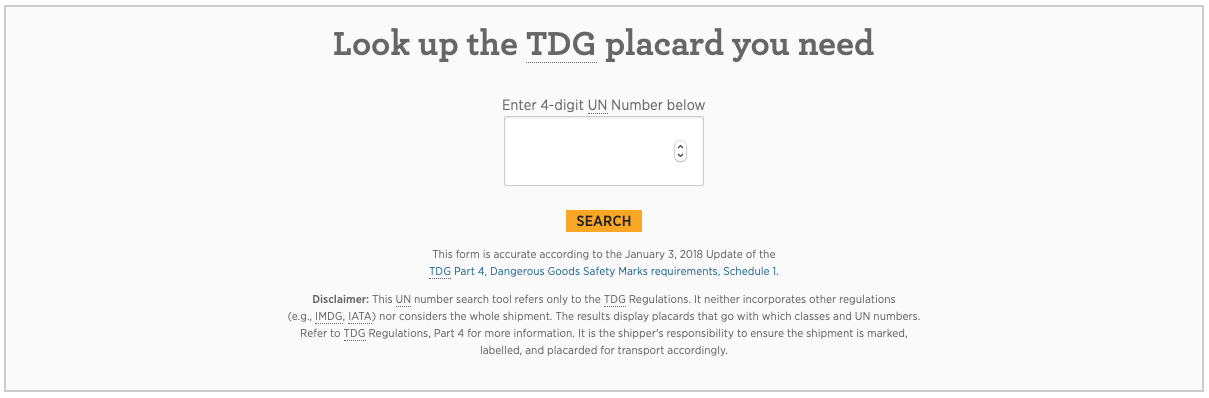 Look up the TDG placard you need
Enter 4-digit UN Number below
SEARCH
This form is accurate according to the January 3, 2018 Update of the
TDG Part 4, Dangerous Goods Safety Marks requirements, Schedule 1.
Disclaimer: This UN number search tool refers only to the TDG Regulations. It neither incorporates other regulations
(e.g., IMDG, IATA) nor considers the whole shipment. The results display placards that go with which classes and UN numbers.
Refer to TDG Regulations, Part 4 for more information. It is the shipper's responsibility to ensure the shipment is marked,
labelled, and placarded for transport accordingly.